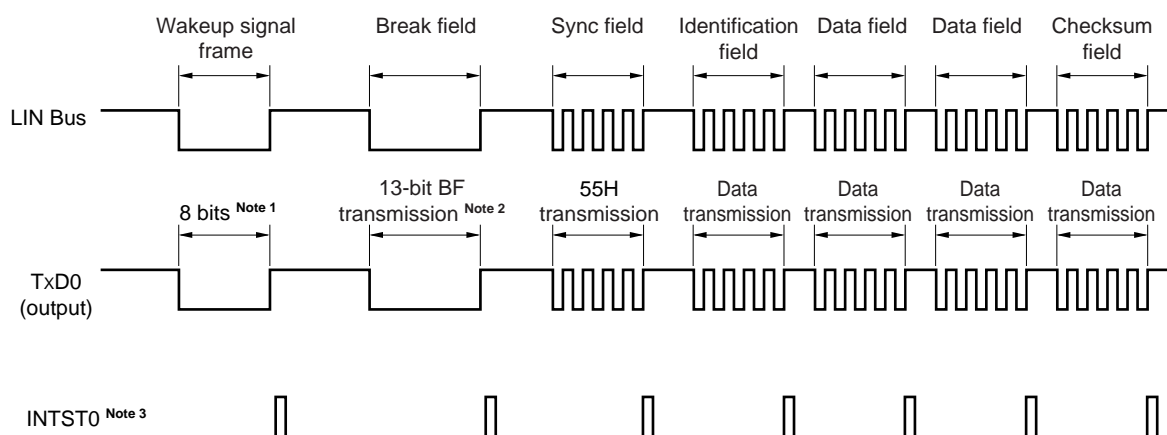 Wakeup signal frame
Break field
Sync field
Identification field
Data field
Data field
Checksum field
LIN Bus
8 bits Note 1
13-bit BF transmission Note 2
55H transmission
Data transmission
Data transmission
Data transmission
Data transmission
TxD0 (output)
INTST0 Note 3